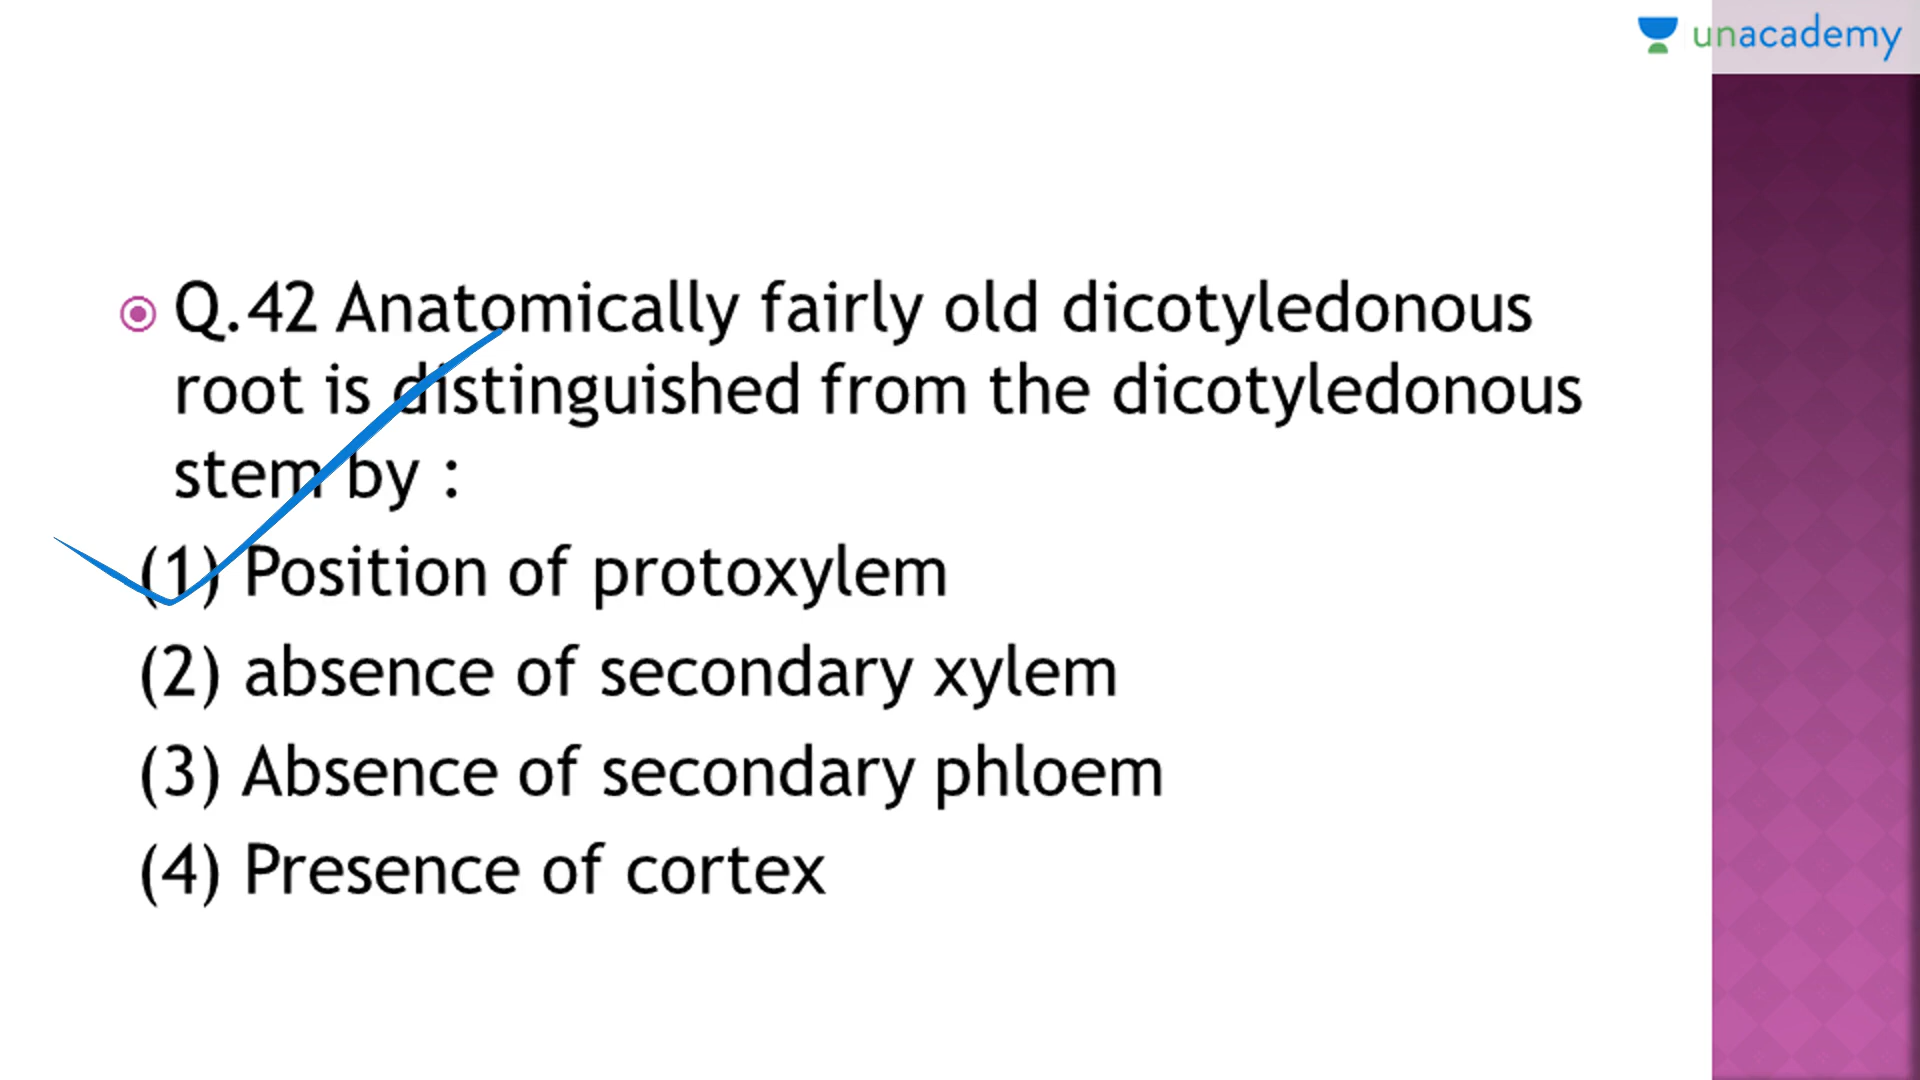 unacademy
Q.42 Anatomically fairly old dicotyledonous
root is distinguished from the dicotyledonous
stem by :
(1) Position of protoxylem
(2) absence of secondary xylem
(3) Absence of secondary phloem
(4) Presence of cortex